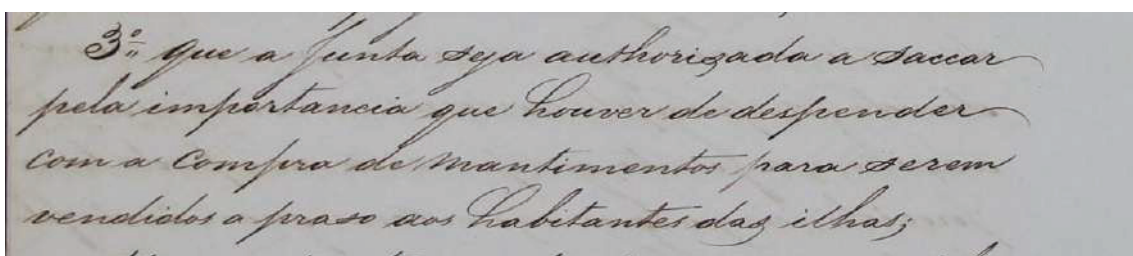 3º que a Junta seja authorizada a saccar
pela importancia que houver de despender
com a compra de mantimentos para serem
vendidos a praso aos habitantes das ilhas;